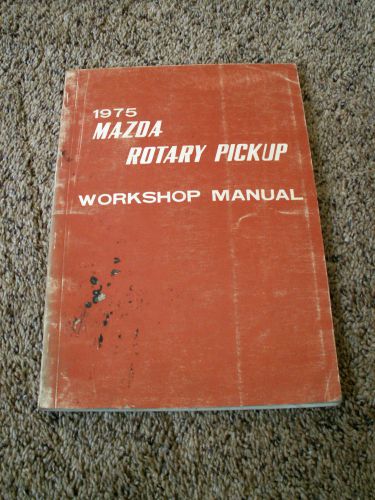 1975
MAZDA
ROTARY PICKUP
WORKSHOP MANUAL